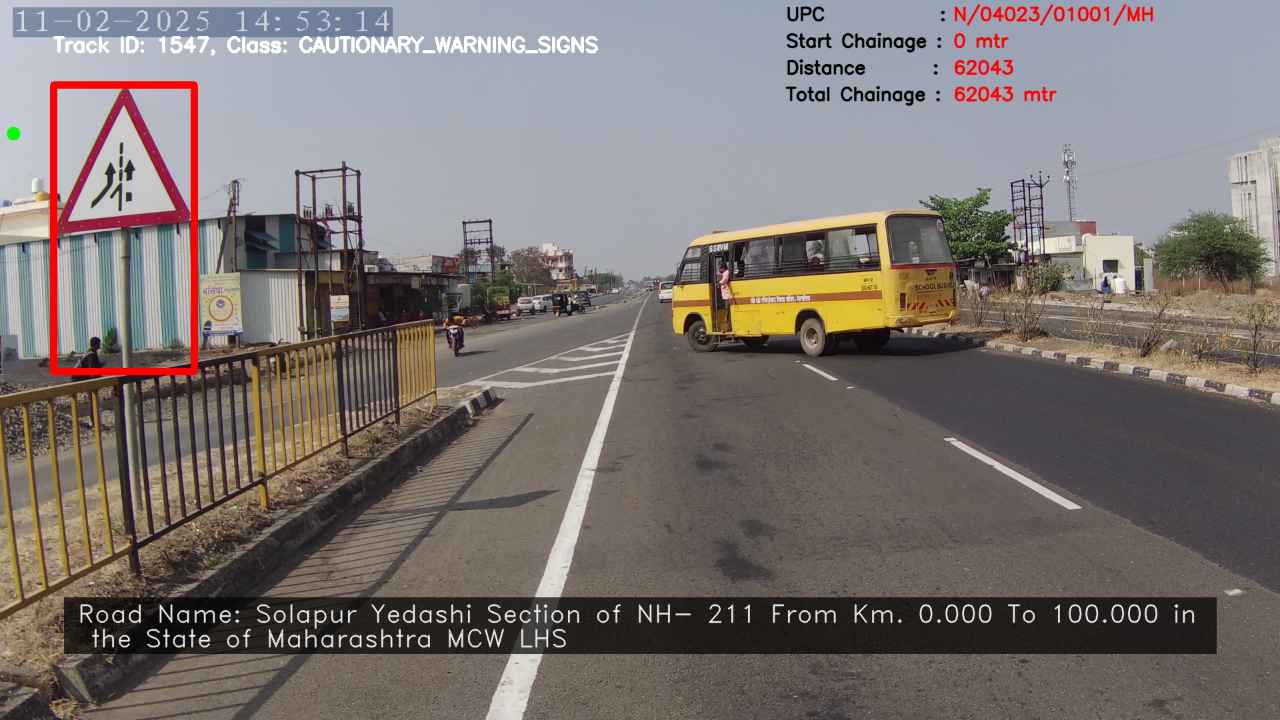 11-02-2025 14:53:14
Track ID: 1547, Class: CAUTIONARY_WARNING_SIGNS
UPC : N/04023/01001/MH
Start Chainage : 0 mtr
Distance : 62043
Total Chainage : 62043 mtr
SCHOOL BUS
Road Name: Solapur Yedashi Section of NH- 211 From Km. 0.000 To 100.000 in
the State of Maharashtra MCW LHS